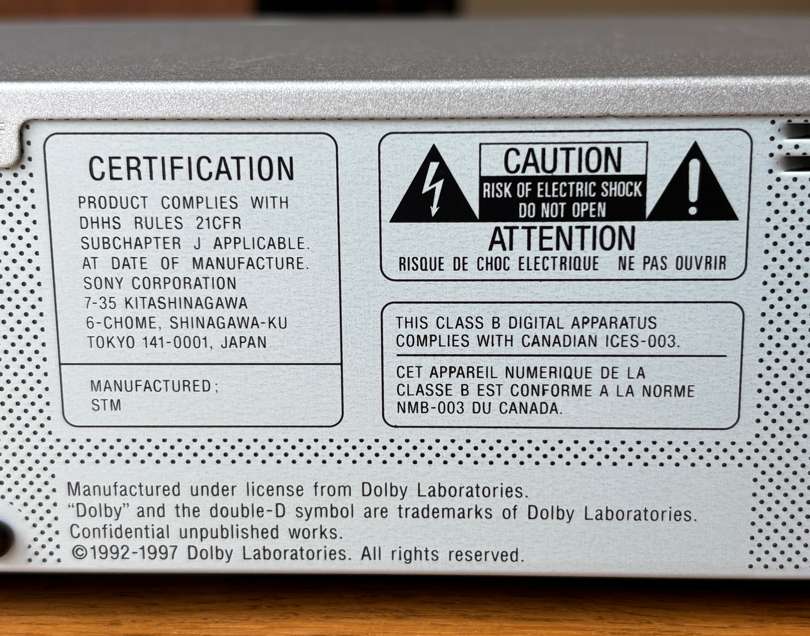 CERTIFICATION
PRODUCT COMPLIES WITH
DHHS RULES 21CFR
SUBCHAPTER J APPLICABLE.
AT DATE OF MANUFACTURE.
SONY CORPORATION
7-35 KITASHINAGAWA
6-CHOME, SHINAGAWA-KU
TOKYO 141-0001, JAPAN
MANUFACTURED;
STM
CAUTION
RISK OF ELECTRIC SHOCK
DO NOT OPEN
ATTENTION
RISQUE DE CHOC ELECTRIQUE NE PAS OUVRIR
THIS CLASS B DIGITAL APPARATUS
COMPLIES WITH CANADIAN ICES-003.
CET APPAREIL NUMERIQUE DE LA
CLASSE B EST CONFORME A LA NORME
NMB-003 DU CANADA.
Manufactured under license from Dolby Laboratories.
“Dolby” and the double-D symbol are trademarks of Dolby Laboratories.
Confidential unpublished works.
©1992-1997 Dolby Laboratories. All rights reserved.